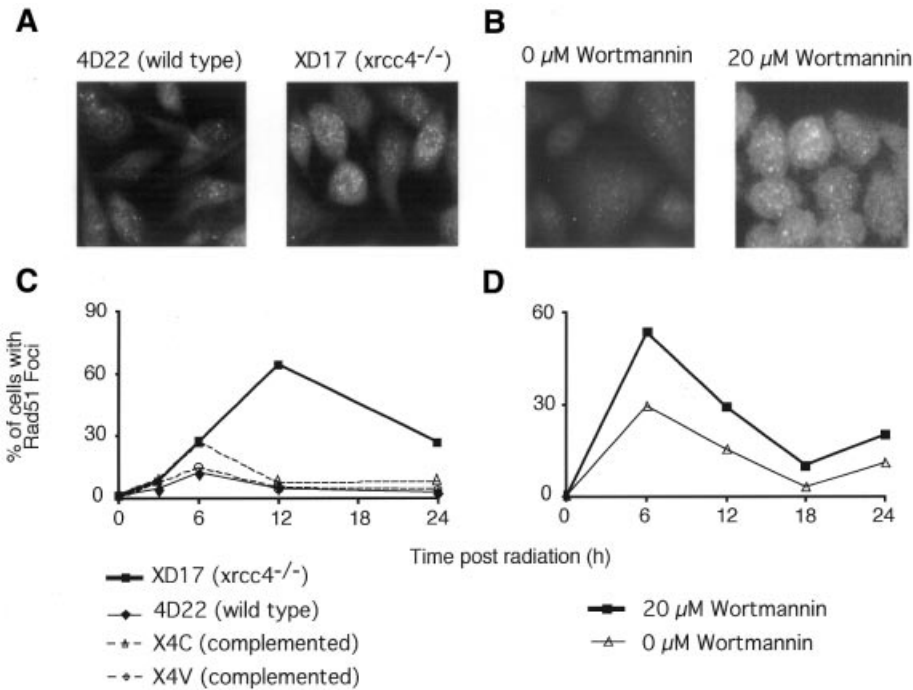 A
4D22 (wild type)
XD17 (xrcc4-/-)
B
0 µM Wortmannin
20 µM Wortmannin
C
% of cells with
Rad51 Foci
90
60
30
0
0 6 12 18 24
D
60
30
0
0 6 12 18 24
Time post radiation (h)
XD17 (xrcc4-/-)
4D22 (wild type)
X4C (complemented)
X4V (complemented)
20 µM Wortmannin
0 µM Wortmannin